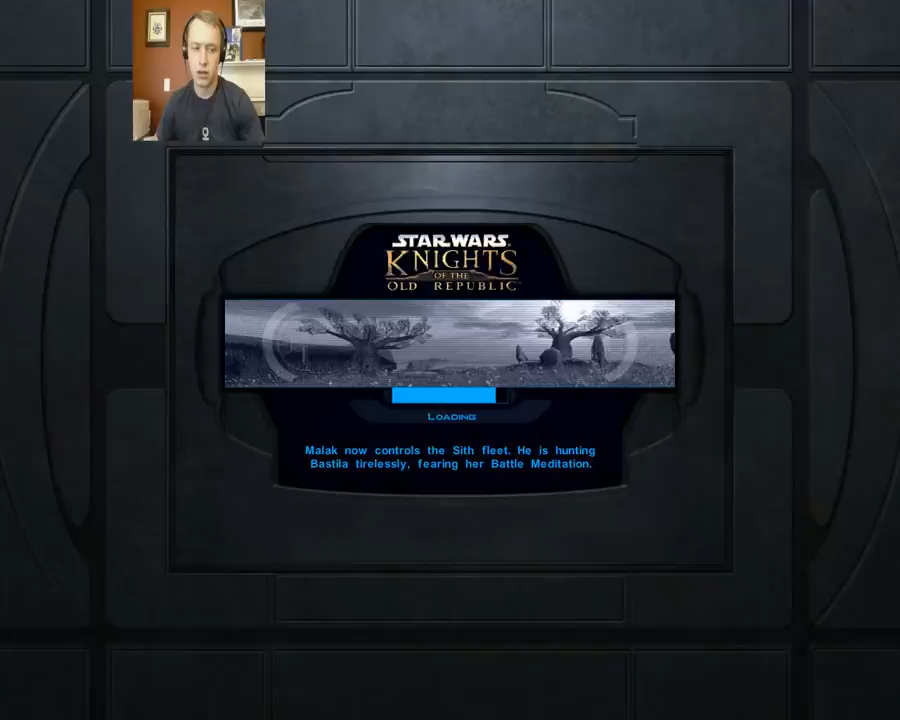 STAR WARS
KNIGHTS
OF THE
OLD REPUBLIC
LOADING
Malak now controls the Sith fleet. He is hunting
Bastila tirelessly, fearing her Battle Meditation.